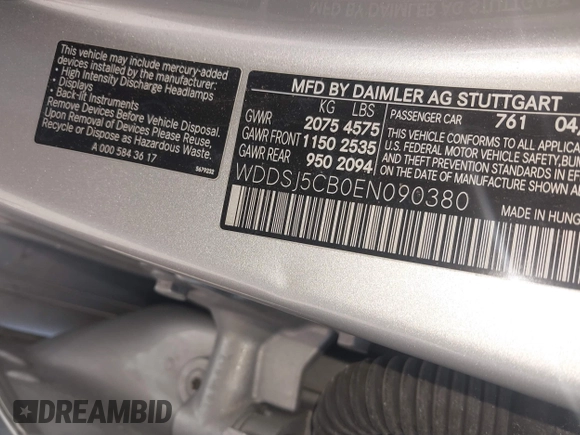 This vehicle may include mercury-added
devices installed by the manufacturer:
• High Intensity Discharge Headlamps
• Displays
• Back-lit Instruments
Remove Devices Before Vehicle Disposal.
Upon Removal of Devices Please Reuse,
Recycle or Dispose as Hazardous Waste.
A 000 584 36 17
5679232
MFD BY DAIMLER AG STUTTGART
KG LBS
GVWR 2075 4575
GAWR FRONT 1150 2535
GAWR REAR 950 2094
PASSENGER CAR 761 04
THIS VEHICLE CONFORMS TO ALL APPLICA
U.S. FEDERAL MOTOR VEHICLE SAFETY, BUM
AND THEFT PREVENTION STANDARDS IN EFFE
DATE OF MANUFACTURE SHOWN A
WDDSJ5CB0EN090380
MADE IN HUNG
DREAMBID